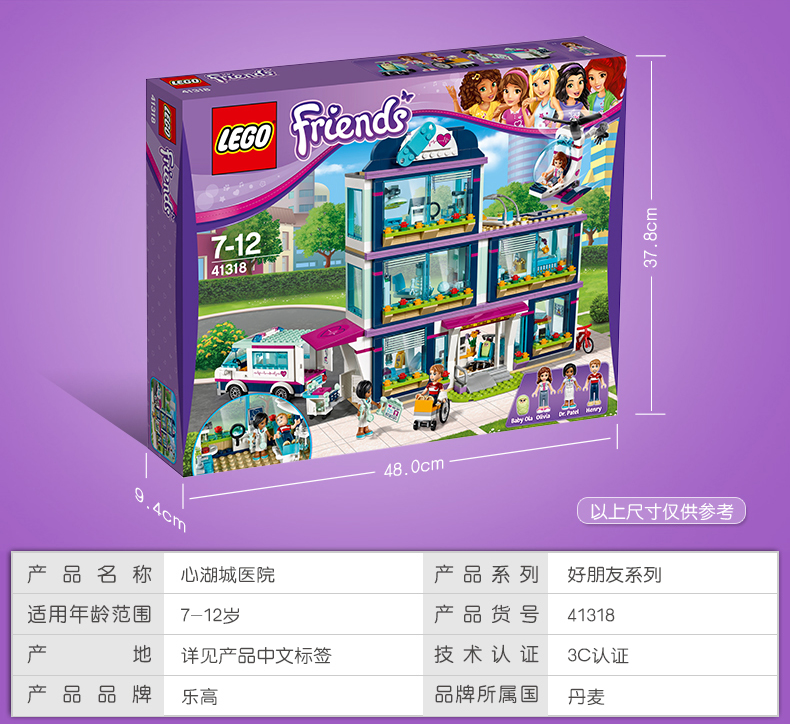 41318
Friends
LEGO
Friends
41318
LEGO
Friends
7-12
41318
Baby Ola
Olivia
Dr. Patel
Henry
37.8cm
48.0cm
9.4cm
以上尺寸仅供参考
产品名称 心湖城医院 产品系列 好朋友系列
适用年龄范围 7-12岁 产品货号 41318
产地 详见产品中文标签 技术认证 3C认证
产品品牌 乐高 品牌所属国 丹麦